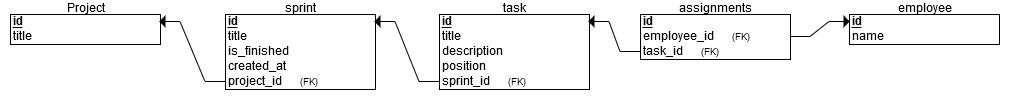 Project
id
title
sprint
id
title
is_finished
created_at
project_id (FK)
task
id
title
description
position
sprint_id (FK)
assignments
id
employee_id (FK)
task_id (FK)
employee
id
name